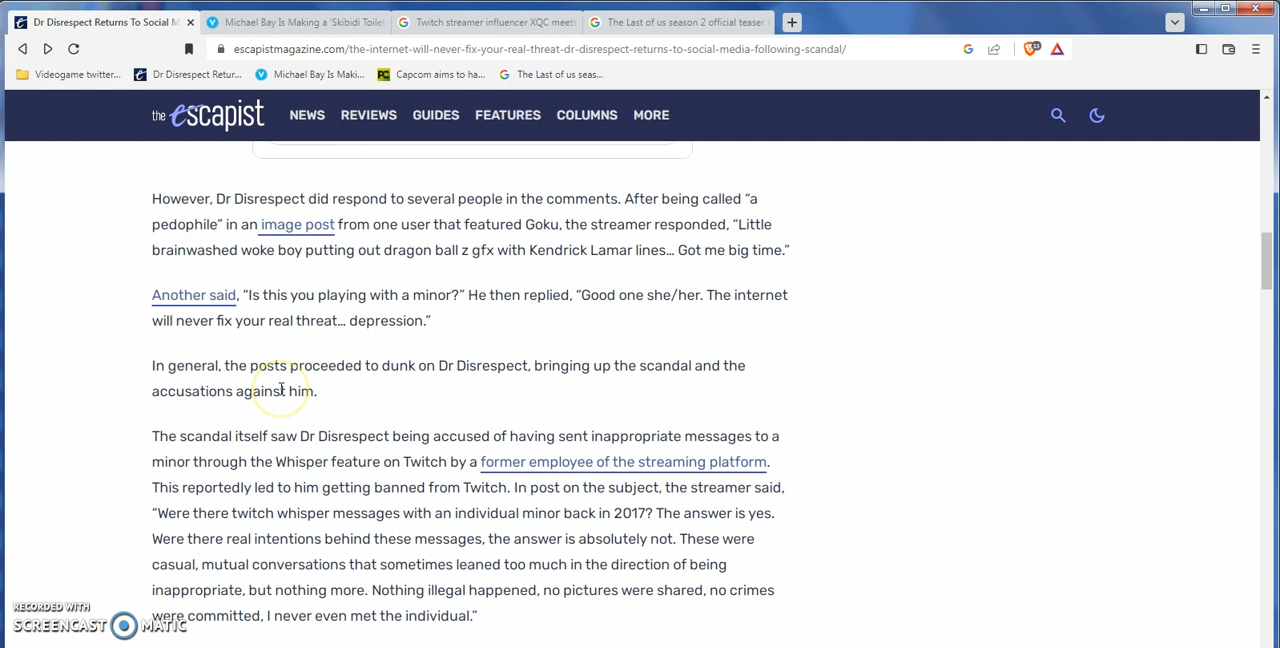 Dr Disrespect Returns To Social M
Michael Bay Is Making a 'Skibidi Toilet
Twitch streamer influencer XQC meets
The Last of us season 2 official teaser
escapistmagazine.com/the-internet-will-never-fix-your-real-threat-dr-disrespect-returns-to-social-media-following-scandal/
Videogame twitter...
Dr Disrespect Retur...
Michael Bay Is Maki...
PC
Capcom aims to ha...
The Last of us seas...
the escapist
NEWS
REVIEWS
GUIDES
FEATURES
COLUMNS
MORE
However, Dr Disrespect did respond to several people in the comments. After being called “a
pedophile” in an image post from one user that featured Goku, the streamer responded, “Little
brainwashed woke boy putting out dragon ball z gfx with Kendrick Lamar lines… Got me big time.”
Another said, “Is this you playing with a minor?” He then replied, “Good one she/her. The internet
will never fix your real threat… depression.”
In general, the posts proceeded to dunk on Dr Disrespect, bringing up the scandal and the
accusations against him.
The scandal itself saw Dr Disrespect being accused of having sent inappropriate messages to a
minor through the Whisper feature on Twitch by a former employee of the streaming platform.
This reportedly led to him getting banned from Twitch. In post on the subject, the streamer said,
“Were there twitch whisper messages with an individual minor back in 2017? The answer is yes.
Were there real intentions behind these messages, the answer is absolutely not. These were
casual, mutual conversations that sometimes leaned too much in the direction of being
inappropriate, but nothing more. Nothing illegal happened, no pictures were shared, no crimes
were committed, I never even met the individual.”
RECORDED WITH
SCREENCAST MATIC